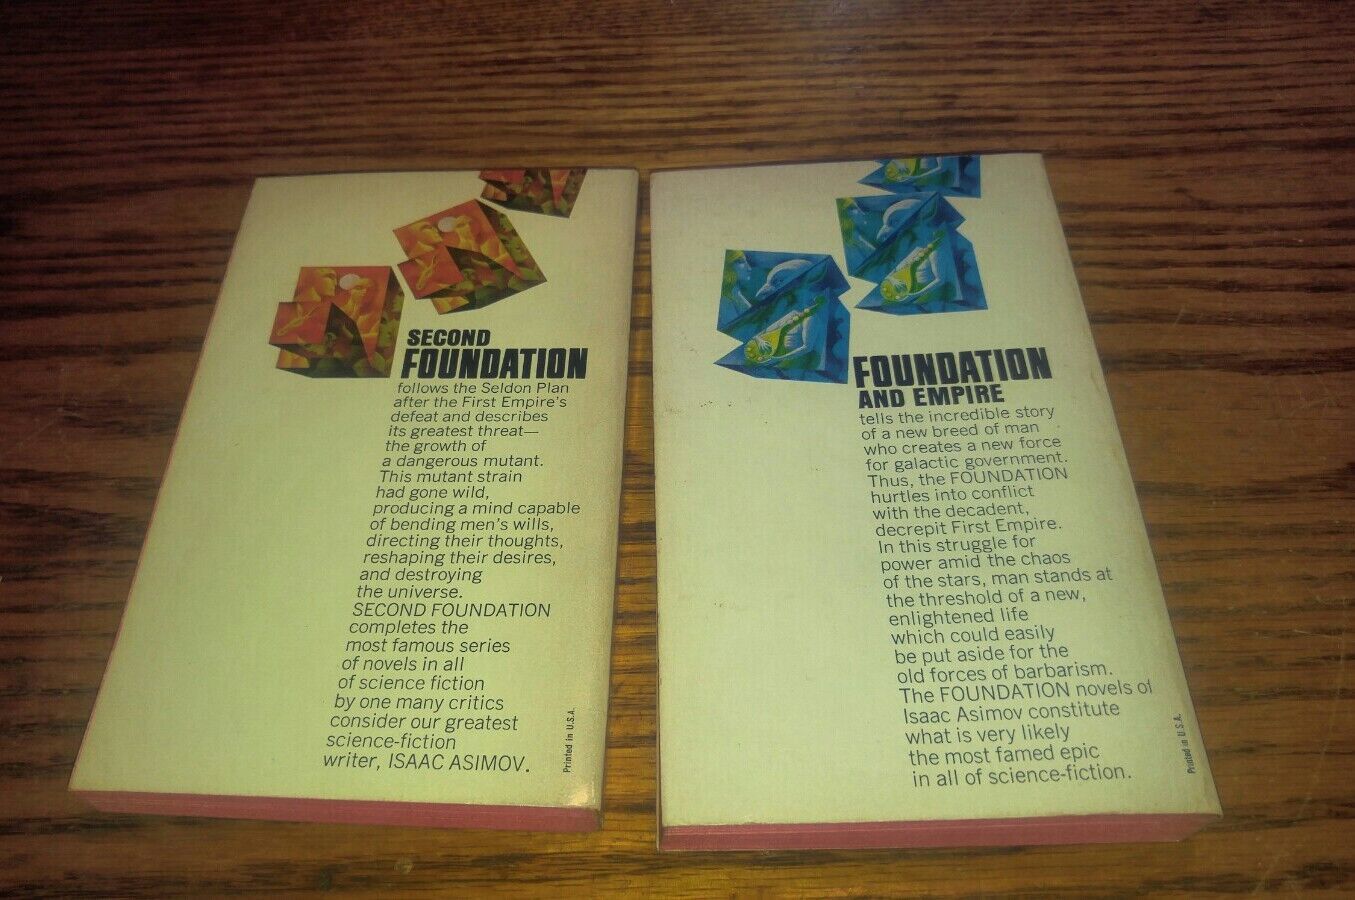 SECOND
FOUNDATION
follows the Seldon Plan
after the First Empire's
defeat and describes
its greatest threat—
the growth of
a dangerous mutant.
This mutant strain
had gone wild,
producing a mind capable
of bending men's wills,
directing their thoughts,
reshaping their desires,
and destroying
the universe.
SECOND FOUNDATION
completes the
most famous series
of novels in all
of science fiction
by one many critics
consider our greatest
science-fiction
writer, ISAAC ASIMOV.
Printed in U.S.A.
FOUNDATION
AND EMPIRE
tells the incredible story
of a new breed of man
who creates a new force
for galactic government.
Thus, the FOUNDATION
hurtles into conflict
with the decadent,
decrepit First Empire.
In this struggle for
power amid the chaos
of the stars, man stands at
the threshold of a new,
enlightened life
which could easily
be put aside for the
old forces of barbarism.
The FOUNDATION novels of
Isaac Asimov constitute
what is very likely
the most famed epic
in all of science-fiction.
Printed in U.S.A.